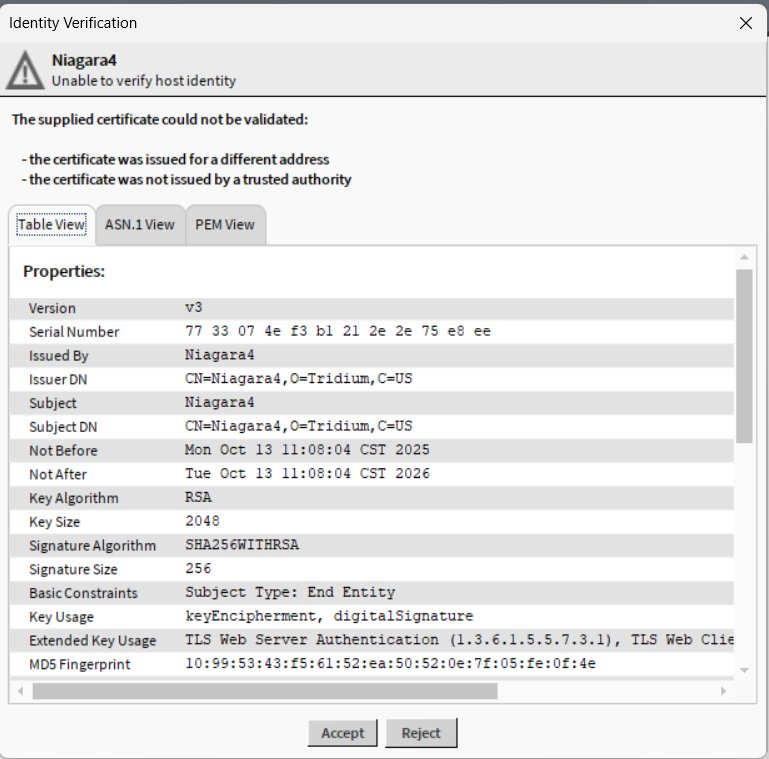 Identity Verification
Niagara4
Unable to verify host identity
The supplied certificate could not be validated:
- the certificate was issued for a different address
- the certificate was not issued by a trusted authority
Table View ASN.1 View PEM View
Properties:
Version v3
Serial Number 77 33 07 4e f3 b1 21 2e 2e 75 e8 ee
Issued By Niagara4
Issuer DN CN=Niagara4,O=Tridium,C=US
Subject Niagara4
Subject DN CN=Niagara4,O=Tridium,C=US
Not Before Mon Oct 13 11:08:04 CST 2025
Not After Tue Oct 13 11:08:04 CST 2026
Key Algorithm RSA
Key Size 2048
Signature Algorithm SHA256WITHRSA
Signature Size 256
Basic Constraints Subject Type: End Entity
Key Usage keyEncipherment, digitalSignature
Extended Key Usage TLS Web Server Authentication (1.3.6.1.5.5.7.3.1), TLS Web Clie
MD5 Fingerprint 10:99:53:43:f5:61:52:ea:50:52:0e:7f:05:fe:0f:4e
Accept Reject